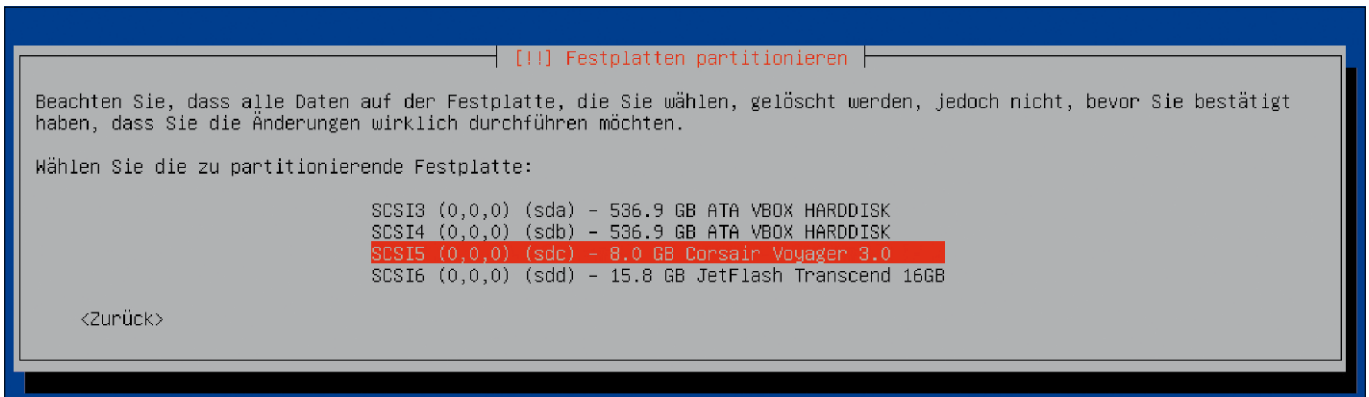 [!!] Festplatten partitionieren
Beachten Sie, dass alle Daten auf der Festplatte, die Sie wählen, gelöscht werden, jedoch nicht, bevor Sie bestätigt
haben, dass Sie die Änderungen wirklich durchführen möchten.
Wählen Sie die zu partitionierende Festplatte:
SCSI3 (0,0,0) (sda) - 536.9 GB ATA VBOX HARDDISK
SCSI4 (0,0,0) (sdb) - 536.9 GB ATA VBOX HARDDISK
SCSI5 (0,0,0) (sdc) - 8.0 GB Corsair Voyager 3.0
SCSI6 (0,0,0) (sdd) - 15.8 GB JetFlash Transcend 16GB
<Zurück>